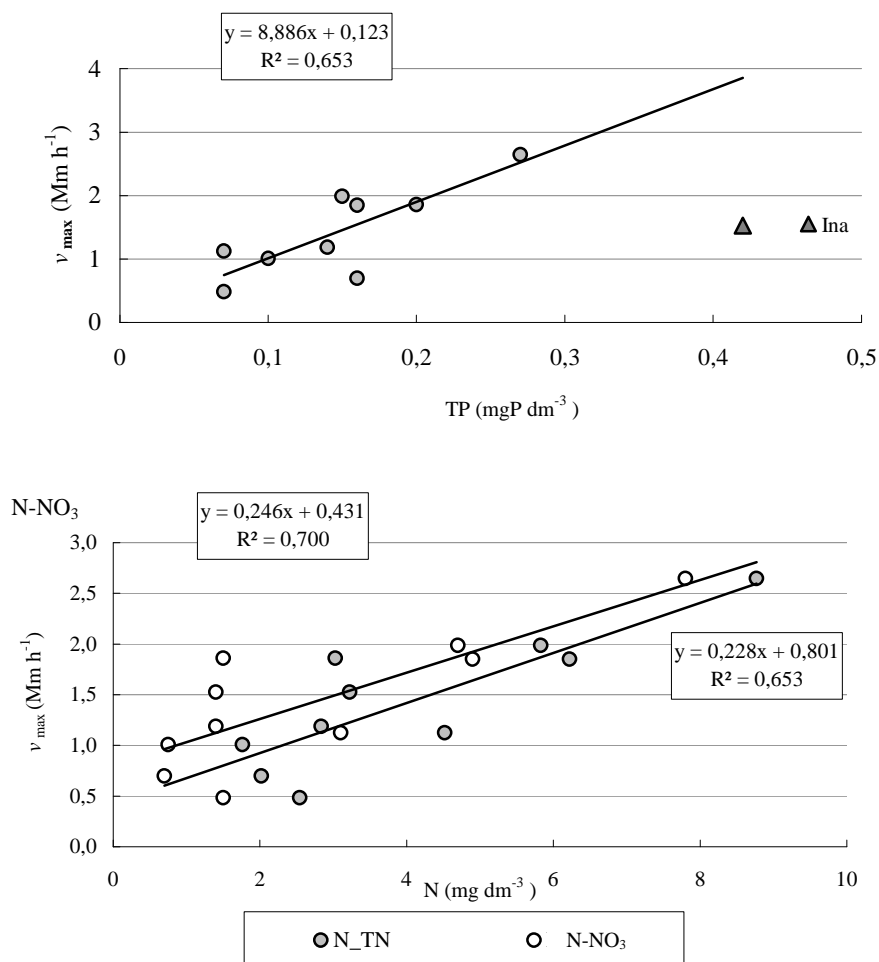 y = 8,886x + 0,123
R² = 0,653
4
3
2
1
0
v max (Mm h-1)
Ina
0 0,1 0,2 0,3 0,4 0,5
TP (mgP dm-3 )
N-NO3
y = 0,246x + 0,431
R² = 0,700
3,0
2,5
2,0
1,5
1,0
0,5
0,0
v max (Mm h-1)
y = 0,228x + 0,801
R² = 0,653
0 2 4 6 8 10
N (mg dm-3 )
N_TN N-NO3